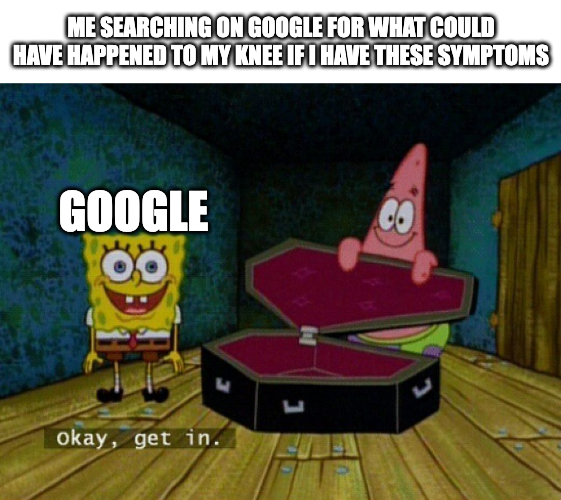 ME SEARCHING ON GOOGLE FOR WHAT COULD
HAVE HAPPENED TO MY KNEE IF I HAVE THESE SYMPTOMS
GOOGLE
Okay, get in.